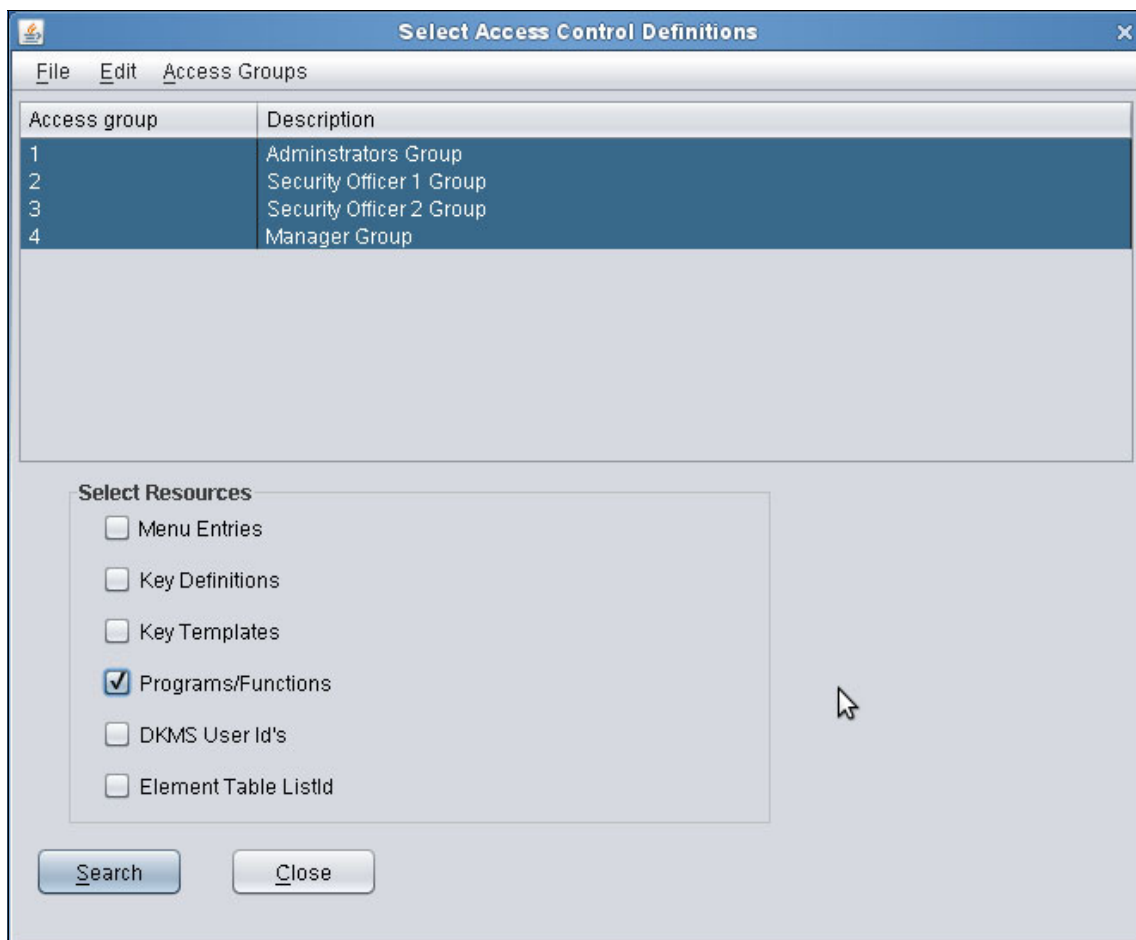 Select Access Control Definitions
File Edit Access Groups
Access group Description
1 Adminstrators Group
2 Security Officer 1 Group
3 Security Officer 2 Group
4 Manager Group
Select Resources
Menu Entries
Key Definitions
Key Templates
Programs/Functions
DKMS User Id's
Element Table ListId
Search Close